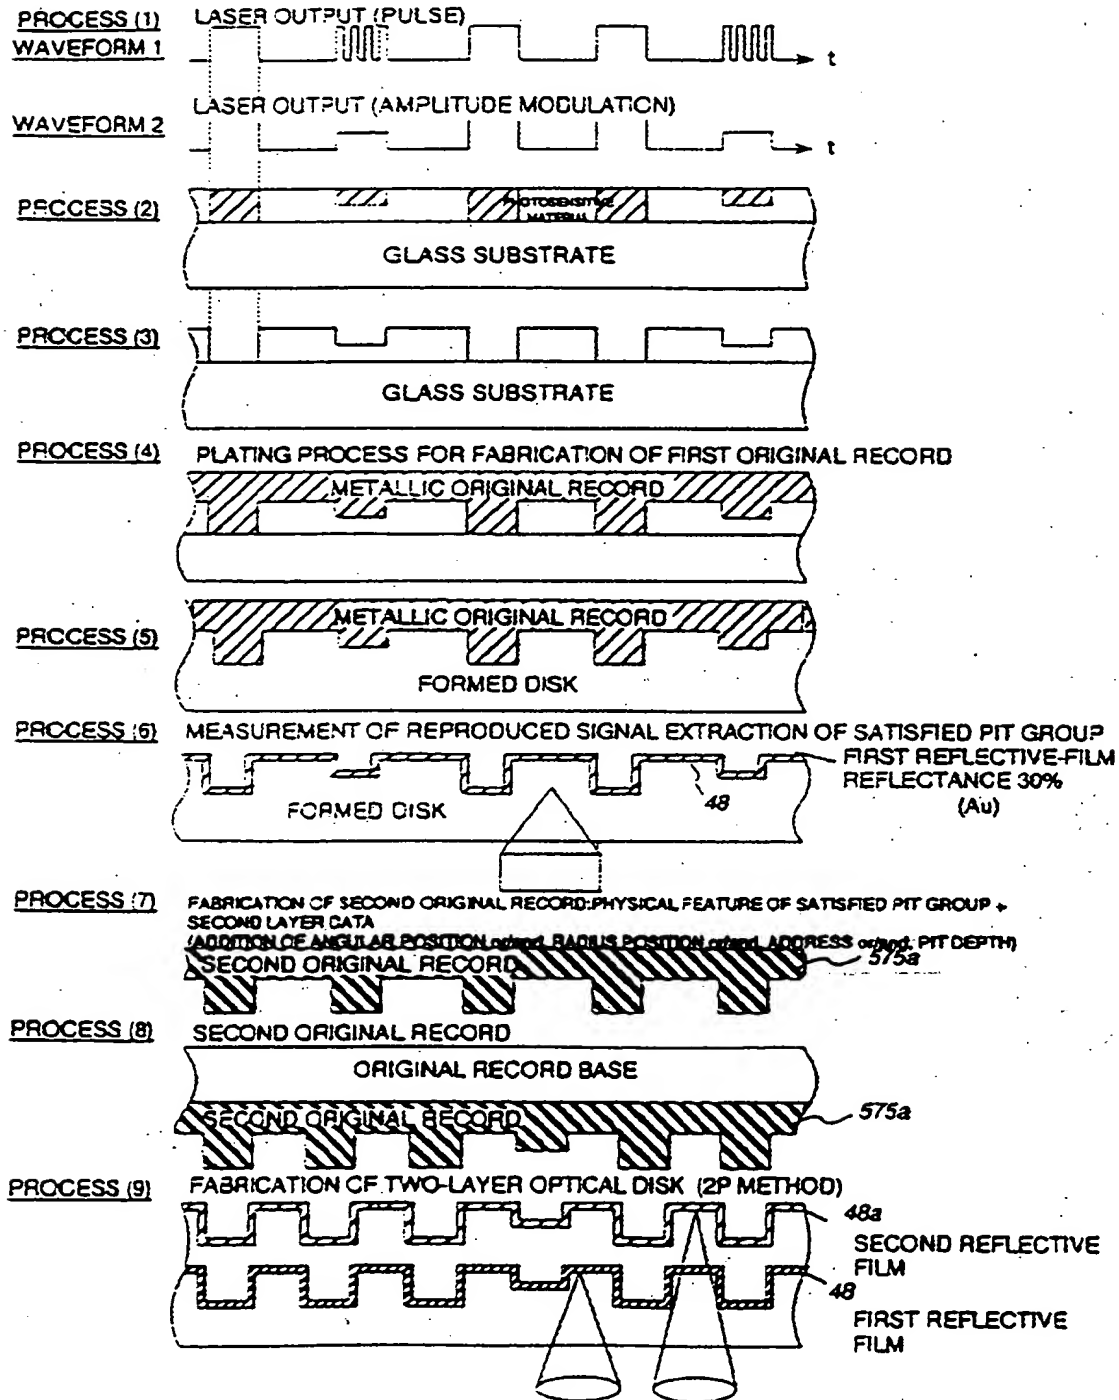 PROCESS (1) LASER OUTPUT (PULSE)
WAVEFORM 1
t
LASER OUTPUT (AMPLITUDE MODULATION)
WAVEFORM 2
t
PROCESS (2)
PHOTOSENSITIVE
MATERIAL
GLASS SUBSTRATE
PROCESS (3)
GLASS SUBSTRATE
PROCESS (4) PLATING PROCESS FOR FABRICATION OF FIRST ORIGINAL RECORD
METALLIC ORIGINAL RECORD
METALLIC ORIGINAL RECORD
PROCESS (5)
FORMED DISK
PROCESS (6) MEASUREMENT OF REPRODUCED SIGNAL EXTRACTION OF SATISFIED PIT GROUP
FIRST REFLECTIVE-FILM
REFLECTANCE 30%
(Au)
48
FORMED DISK
PROCESS (7) FABRICATION OF SECOND ORIGINAL RECORD:PHYSICAL FEATURE OF SATISFIED PIT GROUP +
SECOND LAYER DATA
(ADDITION OF ANGULAR POSITION or/and, RADIUS POSITION or/and, ADDRESS or/and, PIT DEPTH)
SECOND ORIGINAL RECORD
575a
PROCESS (8) SECOND ORIGINAL RECORD
ORIGINAL RECORD BASE
SECOND ORIGINAL RECORD
575a
PROCESS (9) FABRICATION OF TWO-LAYER OPTICAL DISK (2P METHOD)
48a
SECOND REFLECTIVE
FILM
48
FIRST REFLECTIVE
FILM